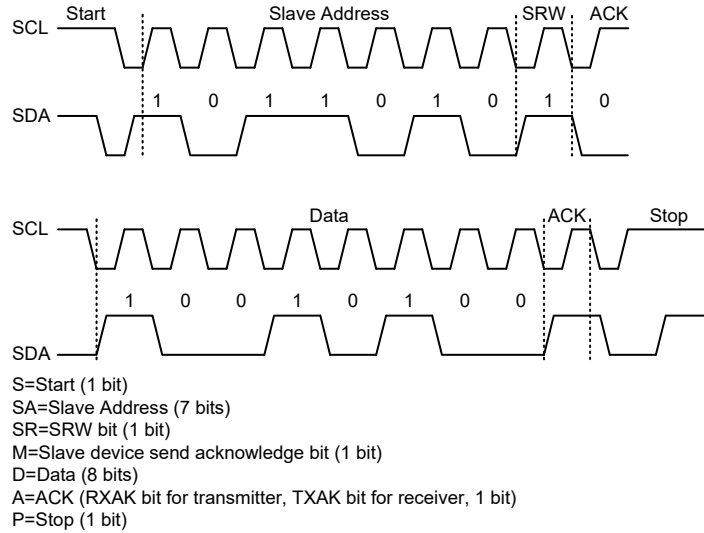 Start Slave Address SRW ACK
SCL
1 0 1 1 0 1 0 1 0
SDA
Data ACK Stop
SCL
1 0 0 1 0 1 0 0
SDA
S=Start (1 bit)
SA=Slave Address (7 bits)
SR=SRW bit (1 bit)
M=Slave device send acknowledge bit (1 bit)
D=Data (8 bits)
A=ACK (RXAK bit for transmitter, TXAK bit for receiver, 1 bit)
P=Stop (1 bit)